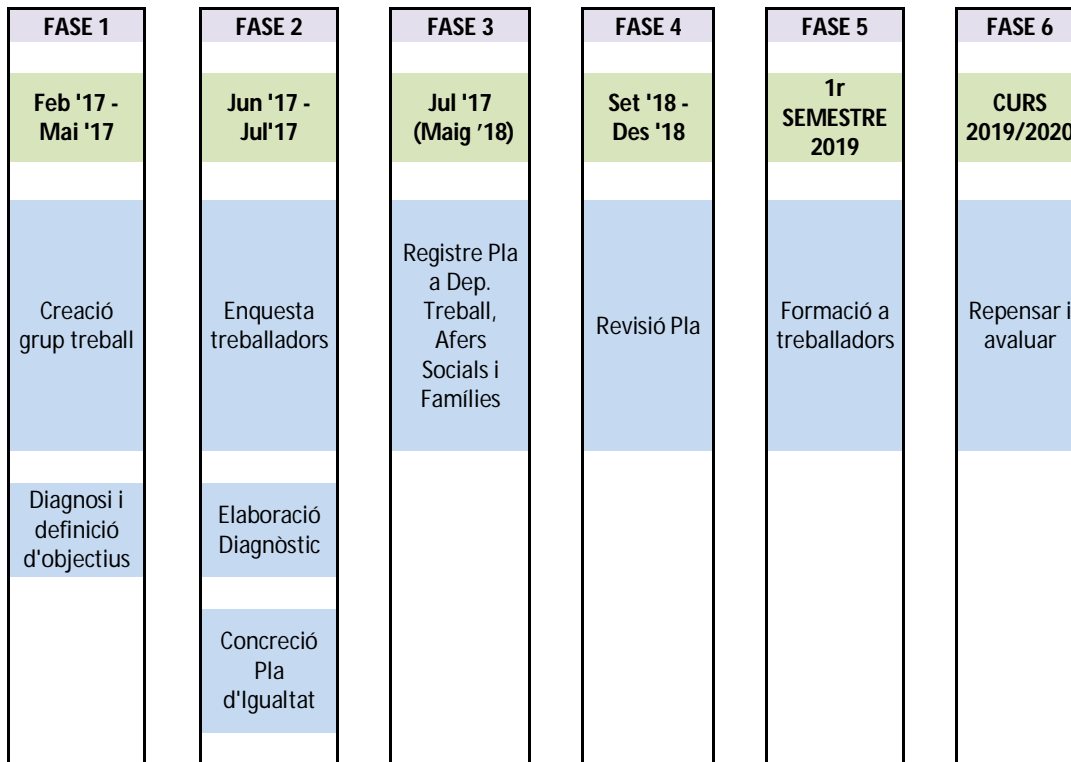 FASE 1
Feb '17 -
Mai '17
Creació
grup treball
Diagnosi i
definició
d'objectius
FASE 2
Jun '17 -
Jul'17
Enquesta
treballadors
Elaboració
Diagnòstic
Concreció
Pla
d'Igualtat
FASE 3
Jul '17
(Maig ’18)
Registre Pla
a Dep.
Treball,
Afers
Socials i
Famílies
FASE 4
Set '18 -
Des '18
Revisió Pla
FASE 5
1r
SEMESTRE
2019
Formació a
treballadors
FASE 6
CURS
2019/2020
Repensar i
avaluar